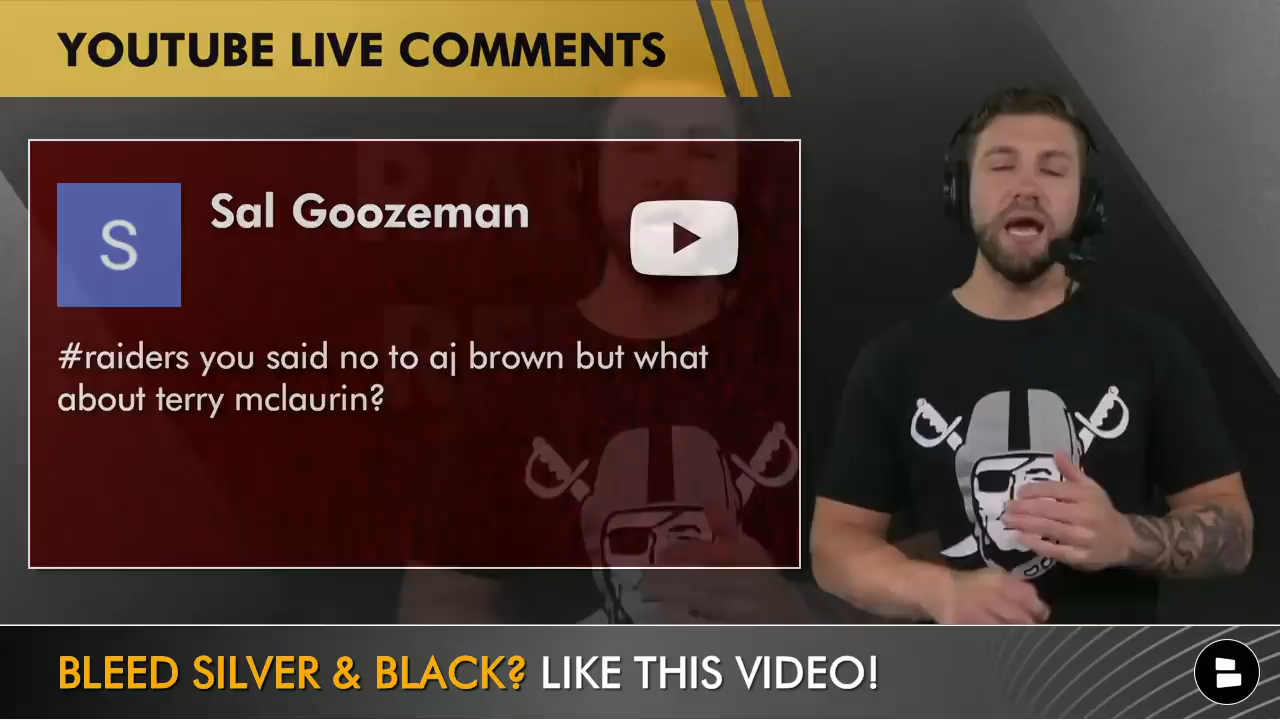 YOUTUBE LIVE COMMENTS
S
Sal Goozeman
#raiders you said no to aj brown but what
about terry mclaurin?
BLEED SILVER & BLACK? LIKE THIS VIDEO!